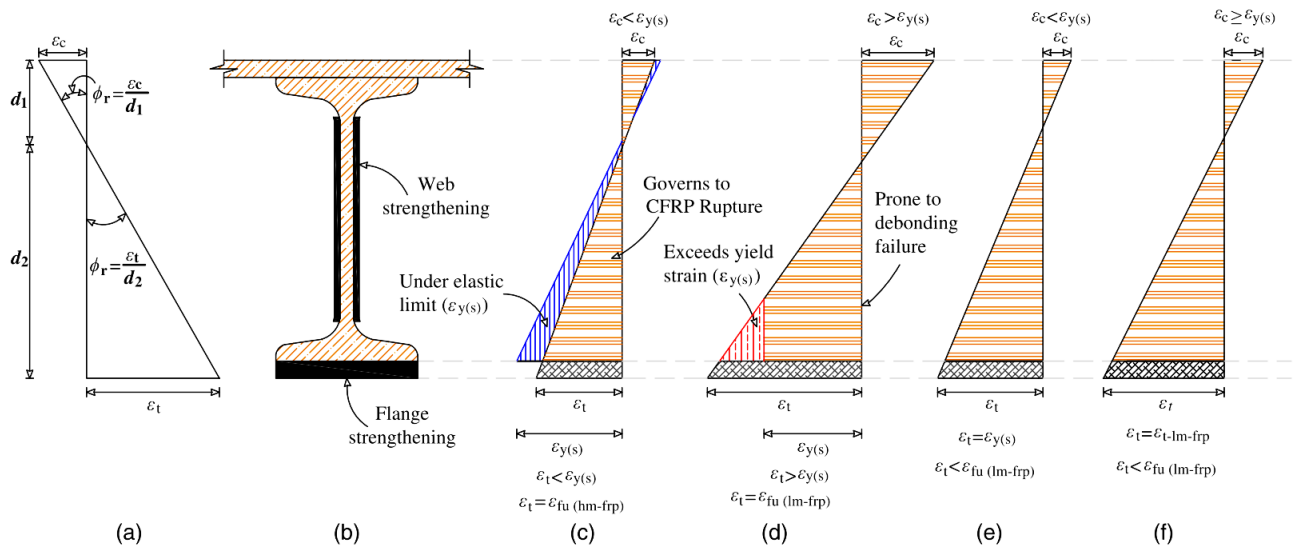 εc
d1
ϕr=εc/d1
d2
ϕr=εt/d2
εt
(a)
Web
strengthening
Flange
strengthening
(b)
εc<εy(s)
εc
Governs to
CFRP Rupture
Under elastic
limit (εy(s))
εt
εy(s)
εt<εy(s)
εt=εfu (hm-frp)
(c)
εc>εy(s)
εc
Prone to
debonding
failure
Exceeds yield
strain (εy(s))
εt
εy(s)
εt>εy(s)
εt=εfu (lm-frp)
(d)
εc<εy(s)
εc
εt
εt=εy(s)
εt<εfu (lm-frp)
(e)
εc≥εy(s)
εc
εt
εt=εt-lm-frp
εt<εfu (lm-frp)
(f)